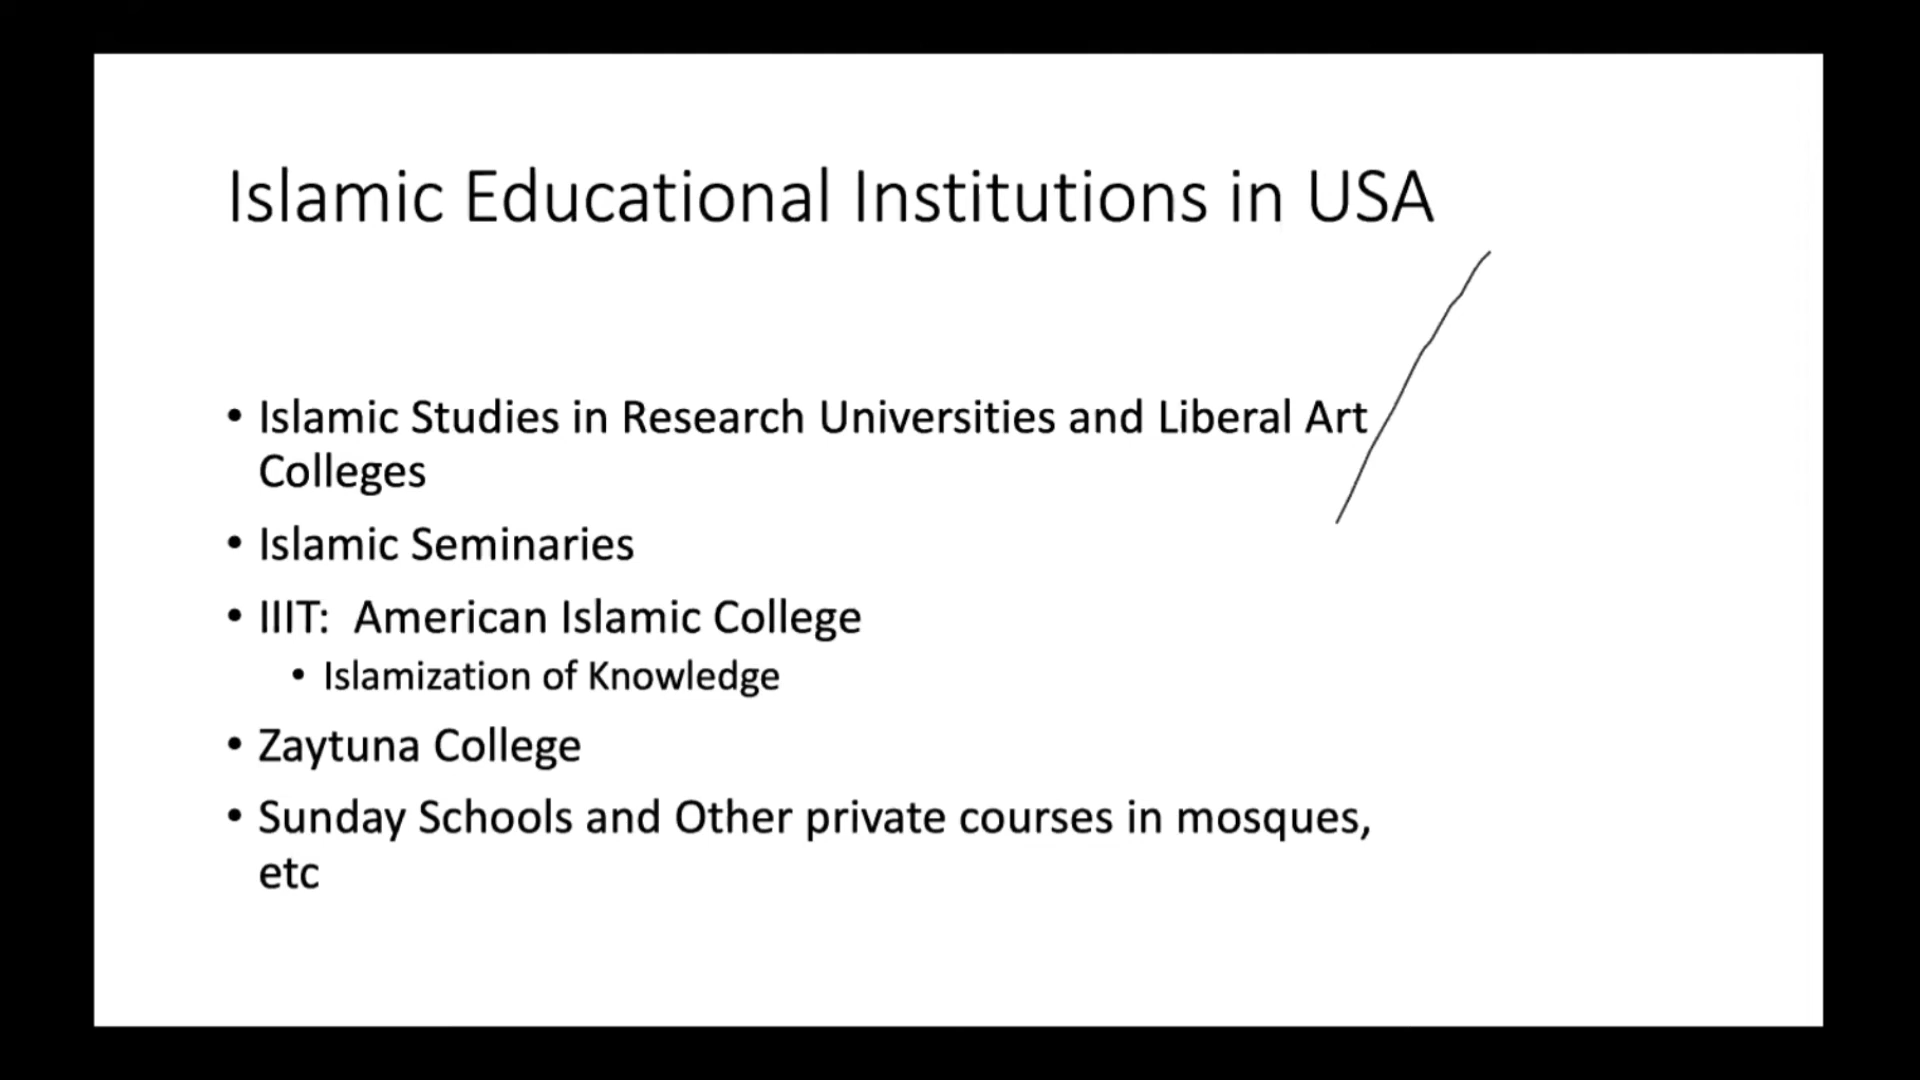 Islamic Educational Institutions in USA
• Islamic Studies in Research Universities and Liberal Art
Colleges
• Islamic Seminaries
• IIIT:  American Islamic College
• Islamization of Knowledge
• Zaytuna College
• Sunday Schools and Other private courses in mosques,
etc